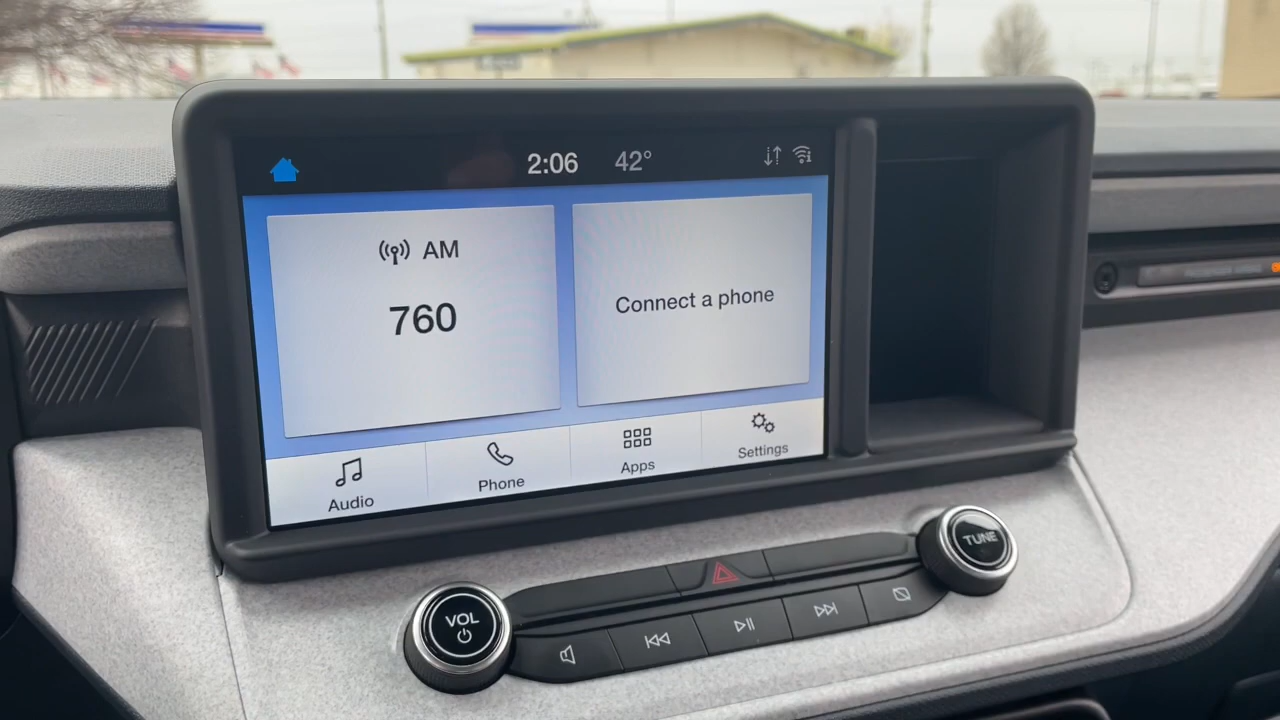 2:06 42°
AM
760
Connect a phone
Audio
Phone
Apps
Settings
TUNE
VOL